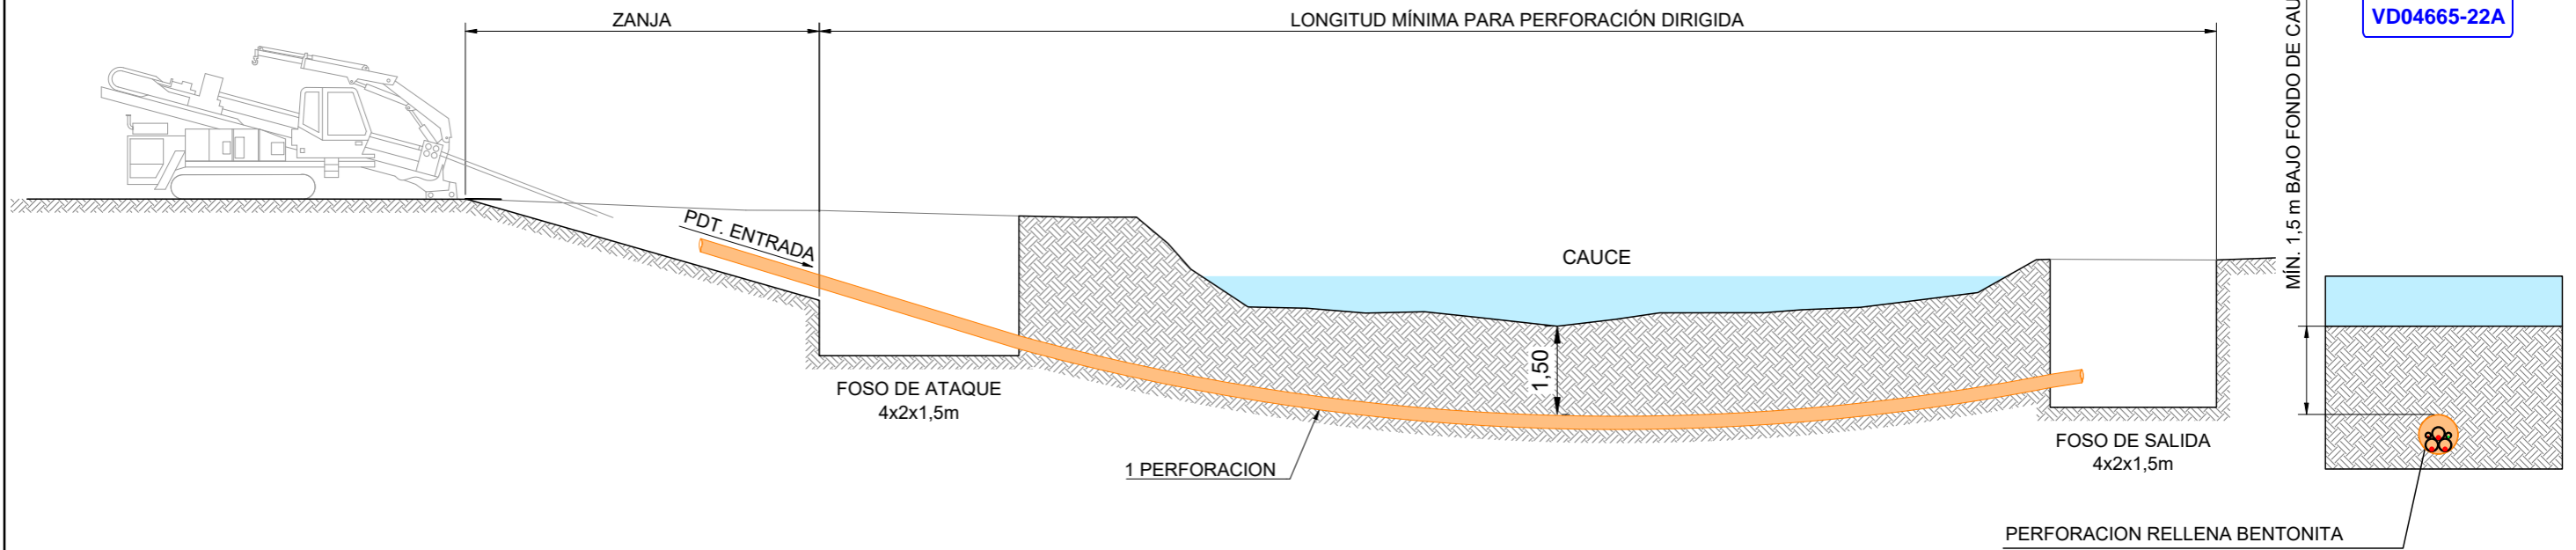 ZANJA
LONGITUD MÍNIMA PARA PERFORACIÓN DIRIGIDA
VD04665-22A
MÍN. 1,5 m BAJO FONDO DE
PDT. ENTRADA
CAUCE
1,50
FOSO DE ATAQUE
4x2x1,5m
1 PERFORACION
FOSO DE SALIDA
4x2x1,5m
PERFORACION RELLENA BENTONITA